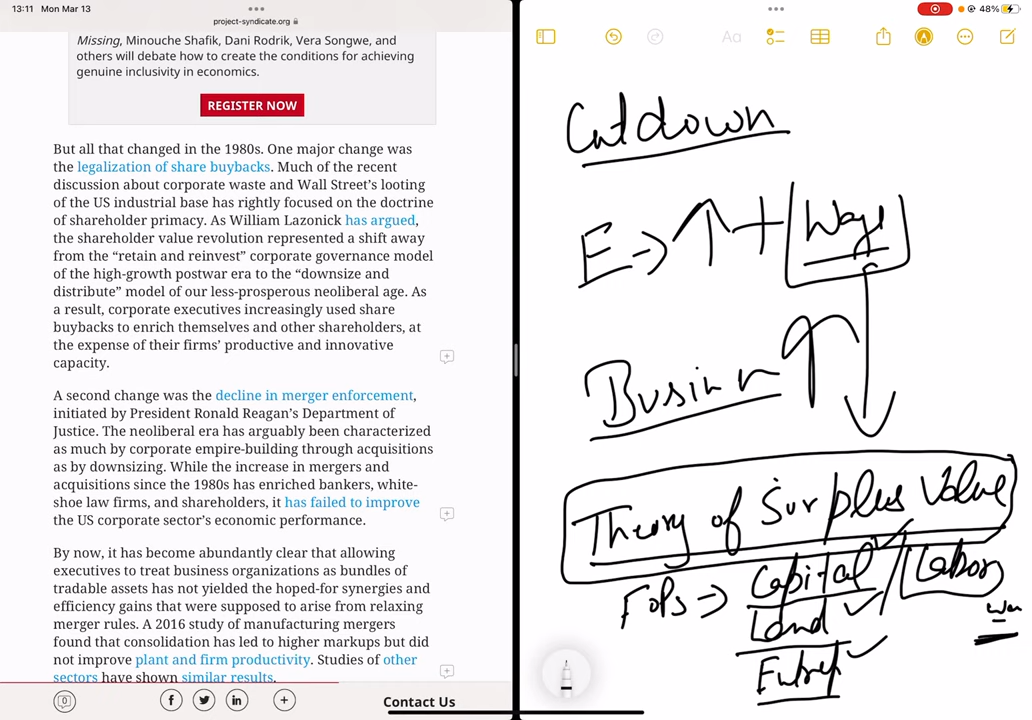 13:11 Mon Mar 13
project-syndicate.org
48%
Missing, Minouche Shafik, Dani Rodrik, Vera Songwe, and
others will debate how to create the conditions for achieving
genuine inclusivity in economics.
REGISTER NOW
But all that changed in the 1980s. One major change was
the legalization of share buybacks. Much of the recent
discussion about corporate waste and Wall Street's looting
of the US industrial base has rightly focused on the doctrine
of shareholder primacy. As William Lazonick has argued,
the shareholder value revolution represented a shift away
from the “retain and reinvest” corporate governance model
of the high-growth postwar era to the “downsize and
distribute” model of our less-prosperous neoliberal age. As
a result, corporate executives increasingly used share
buybacks to enrich themselves and other shareholders, at
the expense of their firms' productive and innovative
capacity.
A second change was the decline in merger enforcement,
initiated by President Ronald Reagan's Department of
Justice. The neoliberal era has arguably been characterized
as much by corporate empire-building through acquisitions
as by downsizing. While the increase in mergers and
acquisitions since the 1980s has enriched bankers, white-
shoe law firms, and shareholders, it has failed to improve
the US corporate sector's economic performance.
By now, it has become abundantly clear that allowing
executives to treat business organizations as bundles of
tradable assets has not yielded the hoped-for synergies and
efficiency gains that were supposed to arise from relaxing
merger rules. A 2016 study of manufacturing mergers
found that consolidation has led to higher markups but did
not improve plant and firm productivity. Studies of other
sectors have shown similar results.
0
Contact Us
Aa
Cutdown
E => ↑ + Wage
Theory of Surplus Value
FoPs => Capital / Labor
Land